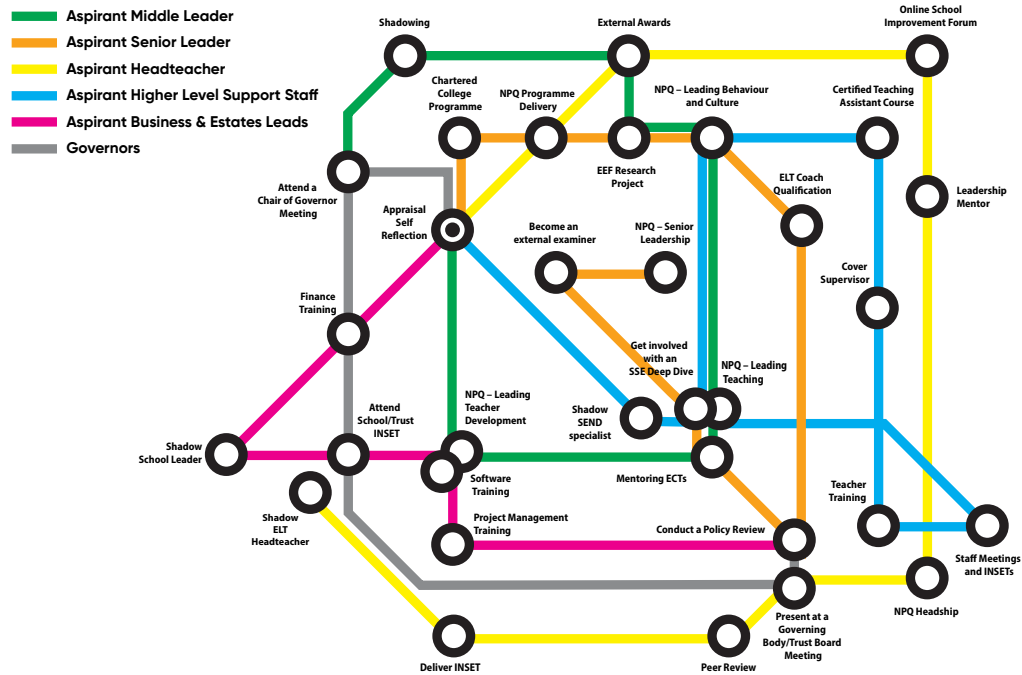 Aspirant Middle Leader
Aspirant Senior Leader
Aspirant Headteacher
Aspirant Higher Level Support Staff
Aspirant Business & Estates Leads
Governors
Shadowing
External Awards
Online School
Improvement Forum
Chartered
College
Programme
NPQ Programme
Delivery
NPQ – Leading Behaviour
and Culture
Certified Teaching
Assistant Course
EEF Research
Project
ELT Coach
Qualification
Attend a
Chair of Governor
Meeting
Leadership
Mentor
Appraisal
Self
Reflection
Become an
external examiner
NPQ – Senior
Leadership
Cover
Supervisor
Finance
Training
Get involved
with an
SSE Deep Dive
NPQ – Leading
Teaching
NPQ – Leading
Teacher
Development
Attend
School/Trust
INSET
Shadow
SEND
specialist
Shadow
School Leader
Software
Training
Mentoring ECTs
Teacher
Training
Shadow
ELT
Headteacher
Project Management
Training
Conduct a Policy Review
Staff Meetings
and INSETs
NPQ Headship
Present at a
Governing
Body/Trust Board
Meeting
Deliver INSET
Peer Review